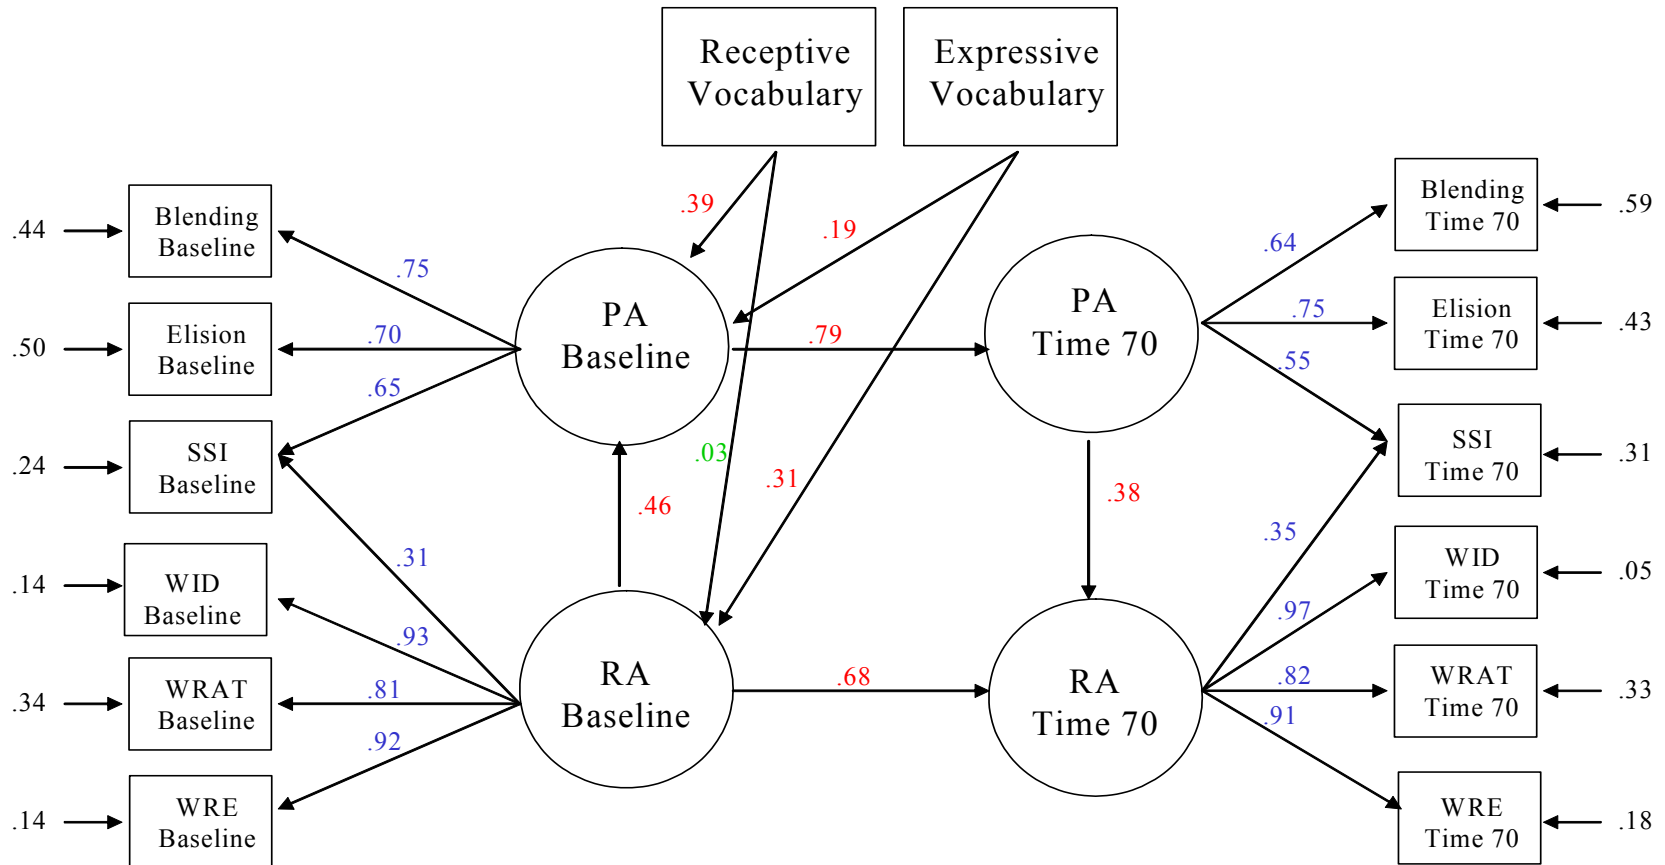 Receptive
Vocabulary
Expressive
Vocabulary
.39
.19
.03
.31
.44
Blending
Baseline
.75
.50
Elision
Baseline
.70
.24
SSI
Baseline
.65
.31
.14
WID
Baseline
.93
.34
WRAT
Baseline
.81
.14
WRE
Baseline
.92
PA
Baseline
.79
PA
Time 70
.46
.38
RA
Baseline
.68
RA
Time 70
.64
Blending
Time 70
.59
.75
Elision
Time 70
.43
.55
SSI
Time 70
.31
.35
WID
Time 70
.05
.97
WRAT
Time 70
.33
.82
.91
WRE
Time 70
.18